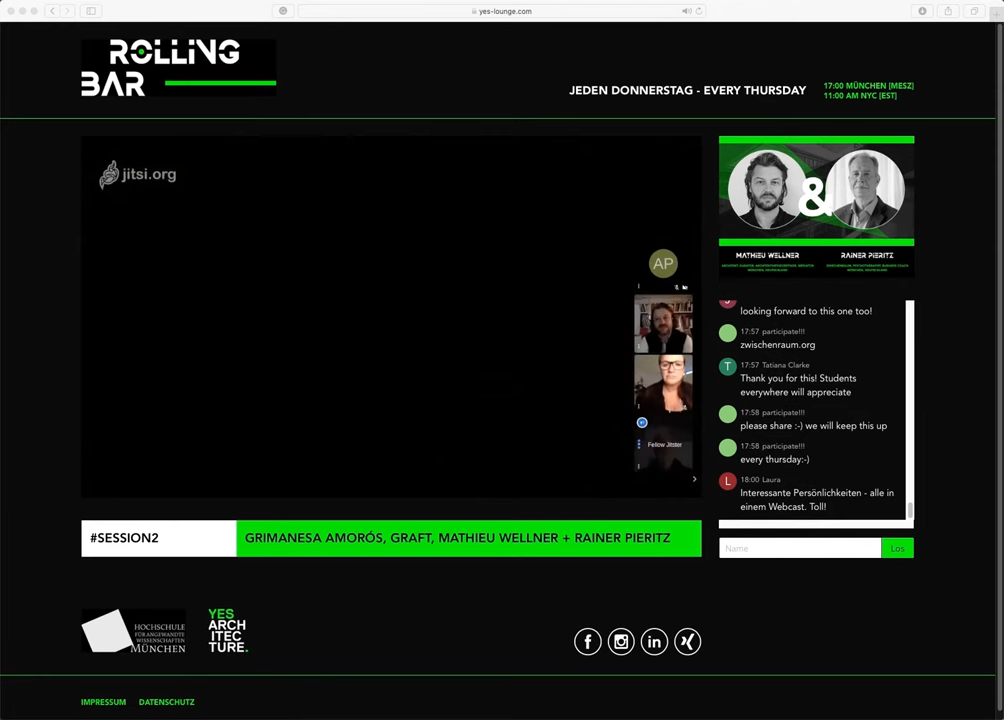 yes-lounge.com
ROLLING
BAR
JEDEN DONNERSTAG - EVERY THURSDAY
17:00 MÜNCHEN [MESZ]
11:00 AM NYC [EST]
jitsi.org
&
MATHIEU WELLNER
RAINER PIERITZ
AP
Fellow Jitster
looking forward to this one too!
17:57 participate!!!
zwischenraum.org
T
17:57 Tatiana Clarke
Thank you for this! Students
everywhere will appreciate
17:58 participate!!!
please share :-) we will keep this up
17:58 participate!!!
every thursday:-)
L
18:00 Laura
Interessante Persönlichkeiten - alle in
einem Webcast. Toll!
Name
Los
#SESSION2
GRIMANESA AMORÓS, GRAFT, MATHIEU WELLNER + RAINER PIERITZ
HOCHSCHULE
FÜR ANGEWANDTE
WISSENSCHAFTEN
MÜNCHEN
YES
ARCH
ITEC
TURE.
IMPRESSUM
DATENSCHUTZ